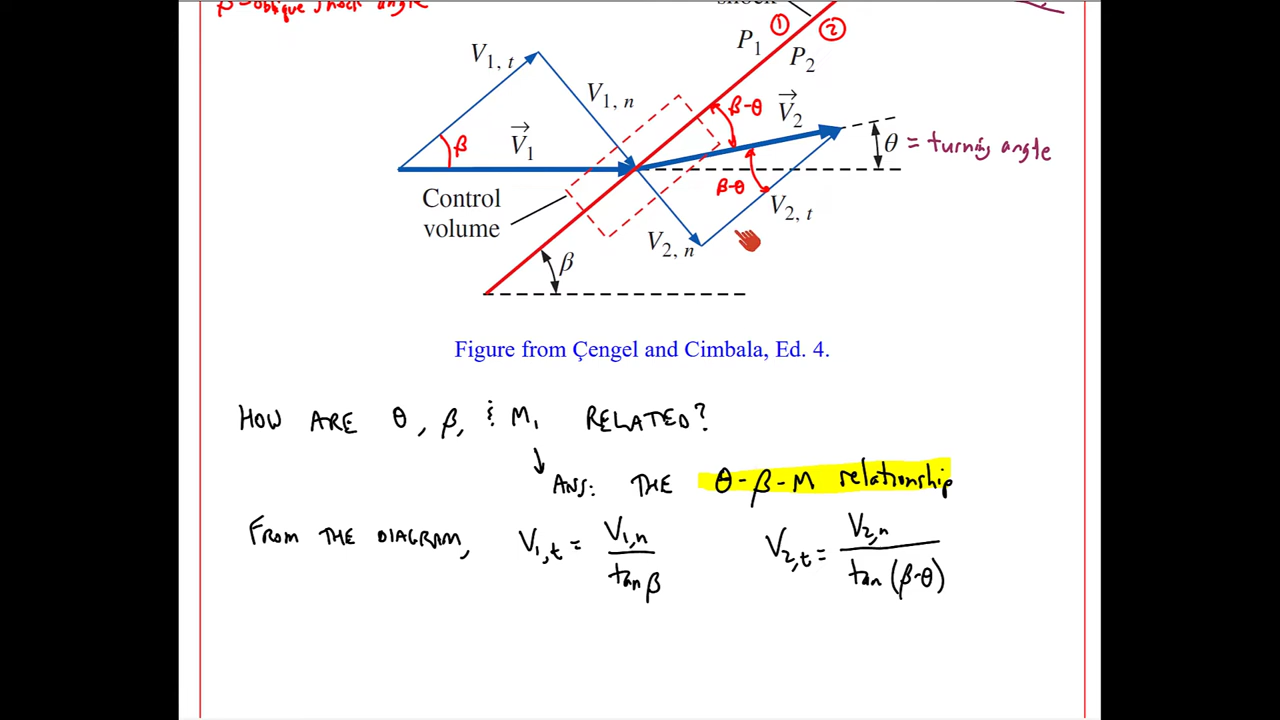 β-oblique shock angle
shock
① ②
P1 P2
V1, t
V1, n
β-θ
V⃗2
β
V⃗1
θ = turning angle
β-θ
Control
volume
V2, t
V2, n
β
Figure from Çengel and Cimbala, Ed. 4.
HOW ARE θ, β, & M1 RELATED?
ANS: THE θ-β-M relationship
FROM THE DIAGRAM, V1,t = V1,n / tan β V2,t = V2,n / tan (β-θ)